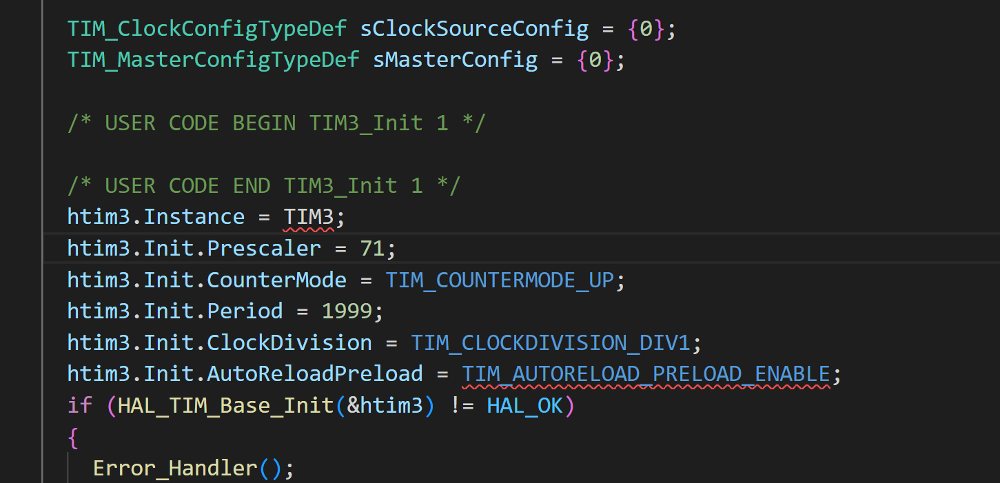 TIM_ClockConfigTypeDef sClockSourceConfig = {0};
TIM_MasterConfigTypeDef sMasterConfig = {0};
/* USER CODE BEGIN TIM3_Init 1 */
/* USER CODE END TIM3_Init 1 */
htim3.Instance = TIM3;
htim3.Init.Prescaler = 71;
htim3.Init.CounterMode = TIM_COUNTERMODE_UP;
htim3.Init.Period = 1999;
htim3.Init.ClockDivision = TIM_CLOCKDIVISION_DIV1;
htim3.Init.AutoReloadPreload = TIM_AUTORELOAD_PRELOAD_ENABLE;
if (HAL_TIM_Base_Init(&htim3) != HAL_OK)
{
Error_Handler();